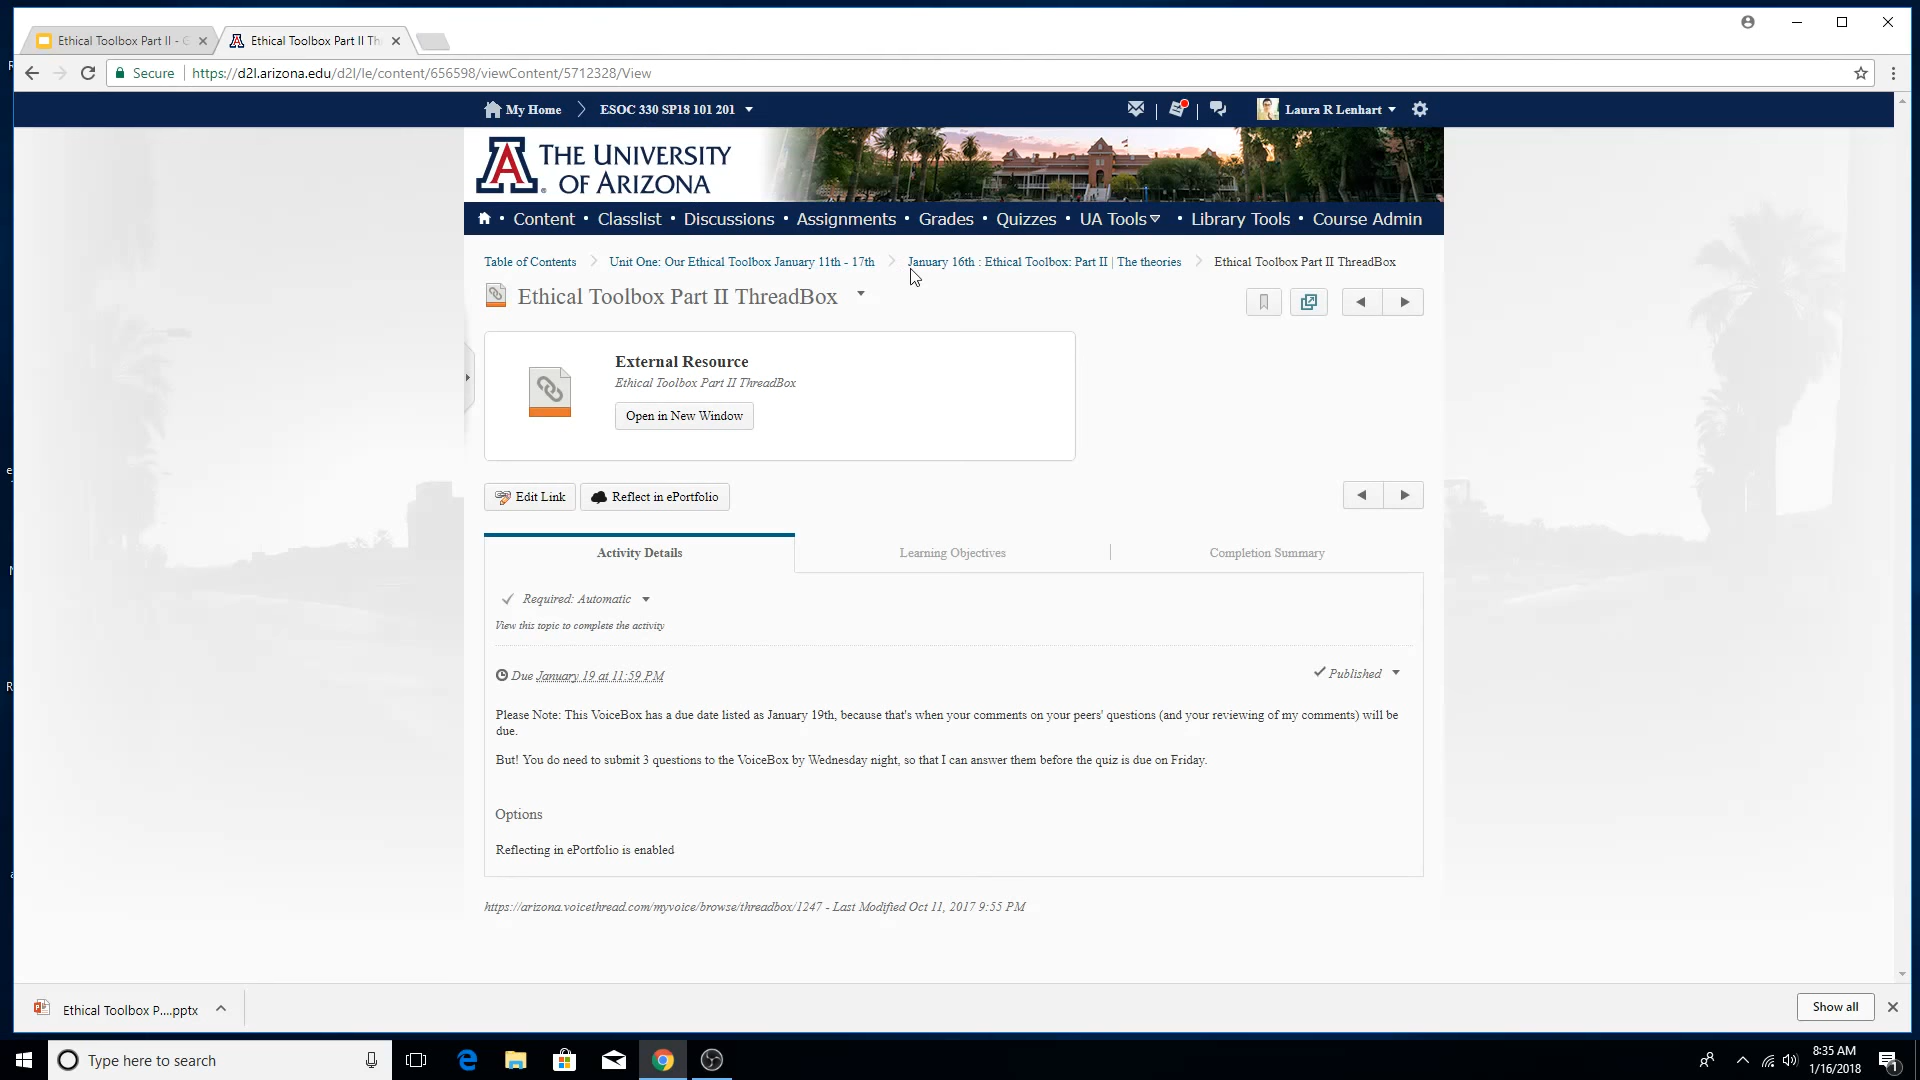 Ethical Toolbox Part II - G
Ethical Toolbox Part II Th
Secure
https://d2l.arizona.edu/d2l/le/content/656598/viewContent/5712328/View
My Home
ESOC 330 SP18 101 201
Laura R Lenhart
THE UNIVERSITY
OF ARIZONA
Content • Classlist • Discussions • Assignments • Grades • Quizzes • UA Tools • Library Tools • Course Admin
Table of Contents
Unit One: Our Ethical Toolbox January 11th - 17th
January 16th : Ethical Toolbox: Part II | The theories
Ethical Toolbox Part II ThreadBox
Ethical Toolbox Part II ThreadBox
External Resource
Ethical Toolbox Part II ThreadBox
Open in New Window
Edit Link
Reflect in ePortfolio
Activity Details
Learning Objectives
Completion Summary
Required: Automatic
View this topic to complete the activity
Due January 19 at 11:59 PM
Published
Please Note: This VoiceBox has a due date listed as January 19th, because that's when your comments on your peers' questions (and your reviewing of my comments) will be
due.
But! You do need to submit 3 questions to the VoiceBox by Wednesday night, so that I can answer them before the quiz is due on Friday.
Options
Reflecting in ePortfolio is enabled
https://arizona.voicethread.com/myvoice/browse/threadbox/1247 - Last Modified Oct 11, 2017 9:55 PM
Ethical Toolbox P....pptx
Show all
Type here to search
8:35 AM
1/16/2018
1